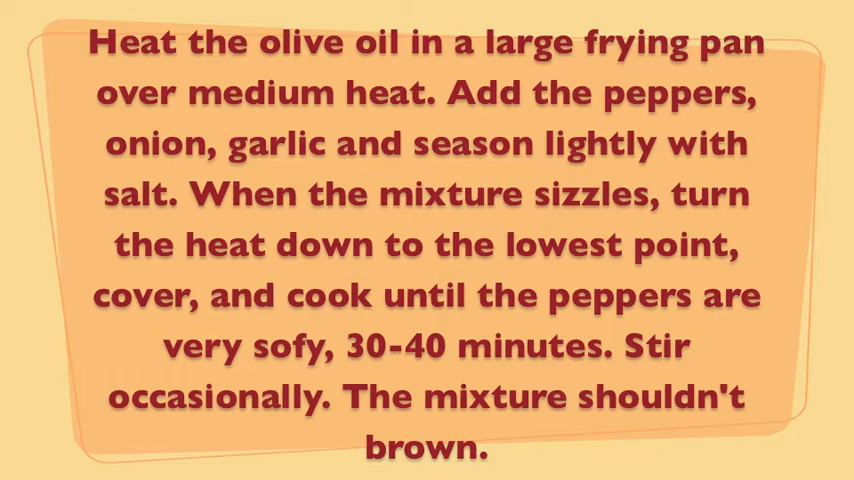 Heat the olive oil in a large frying pan
over medium heat. Add the peppers,
onion, garlic and season lightly with
salt. When the mixture sizzles, turn
the heat down to the lowest point,
cover, and cook until the peppers are
very sofy, 30-40 minutes. Stir
occasionally. The mixture shouldn't
brown.